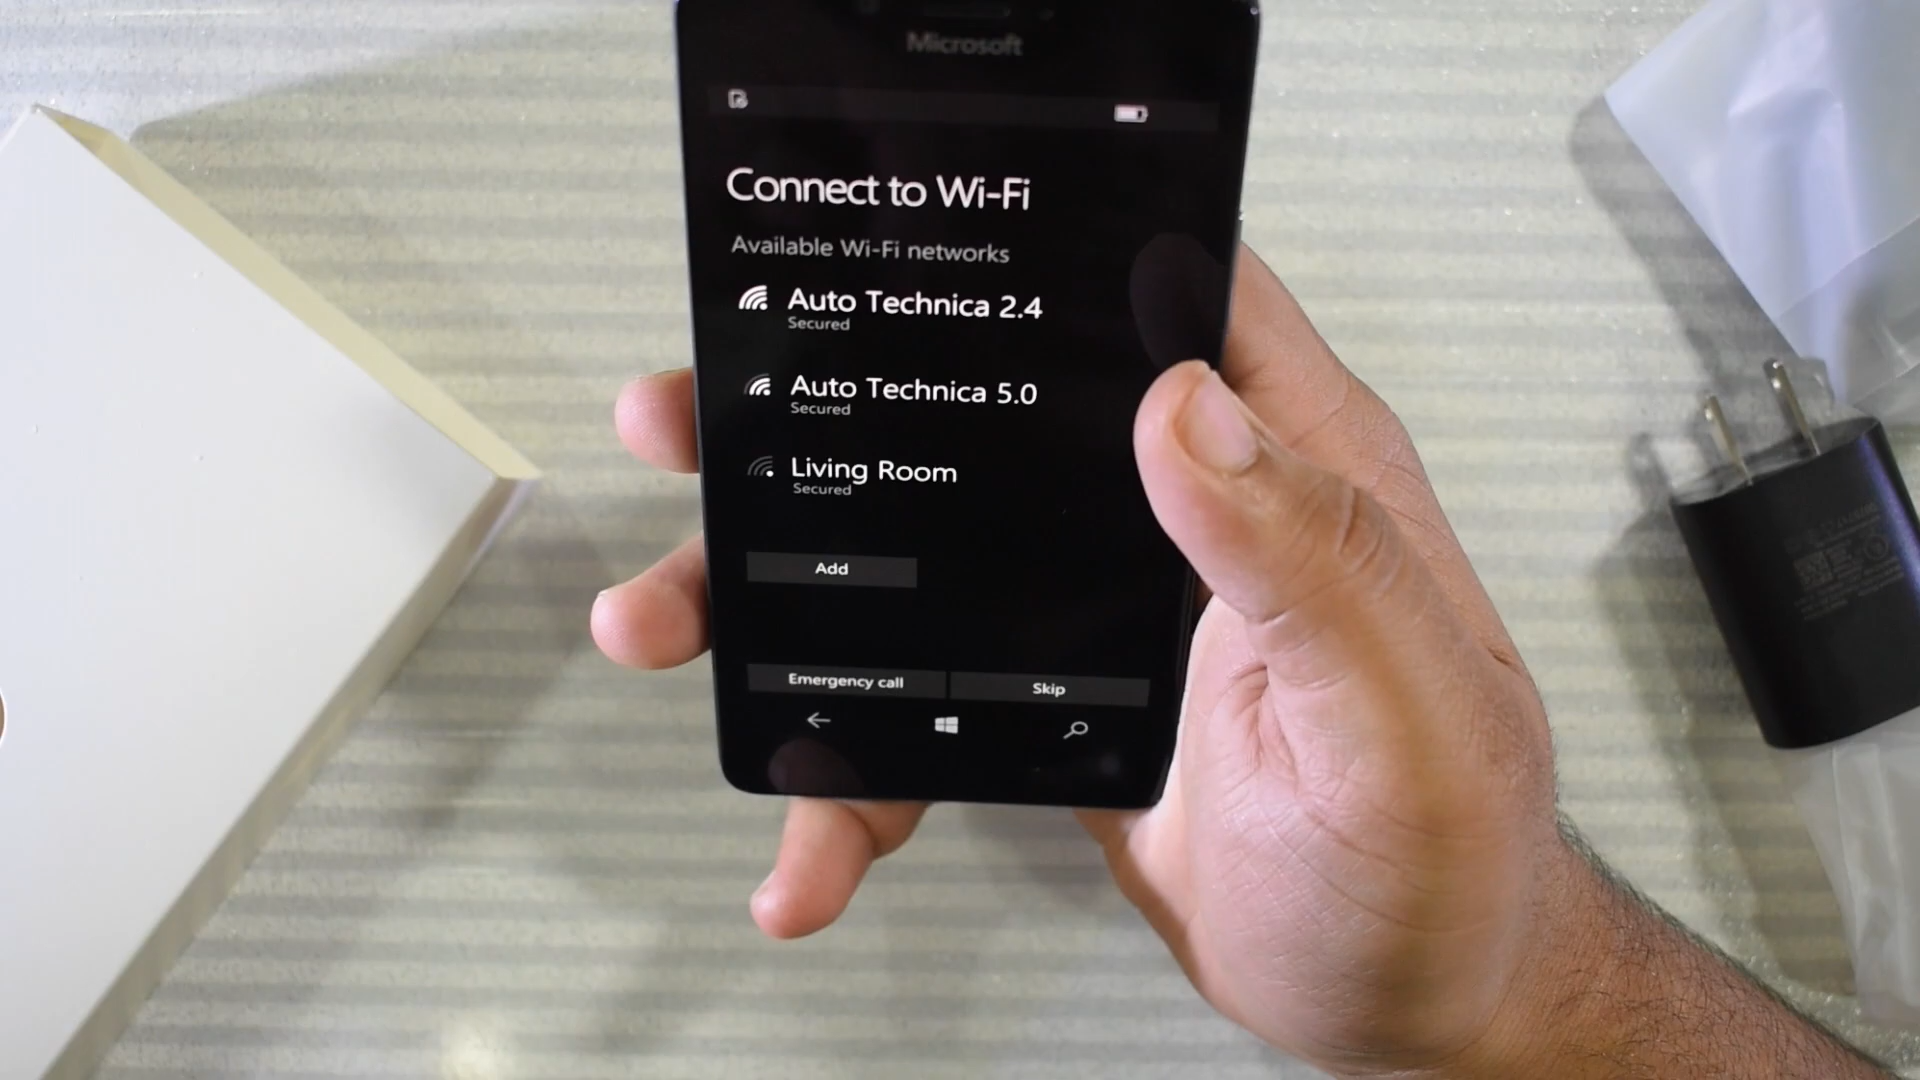 Microsoft
Connect to Wi-Fi
Available Wi-Fi networks
Auto Technica 2.4
Secured
Auto Technica 5.0
Secured
Living Room
Secured
Add
Emergency call
Skip